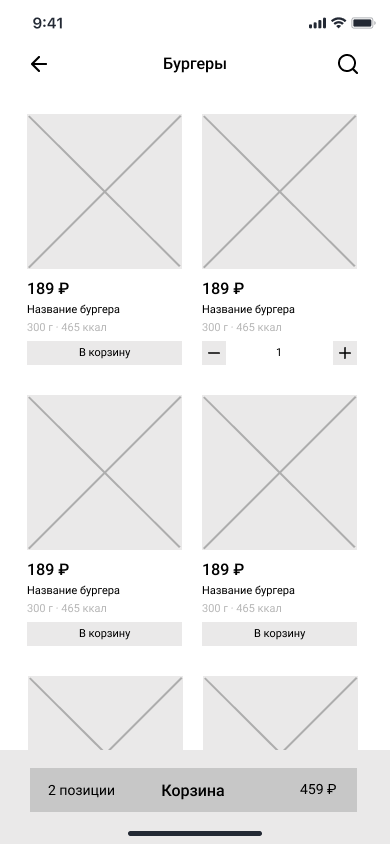 9:41
Бургеры
189 ₽
189 ₽
Название бургера
Название бургера
300 г · 465 ккал
300 г · 465 ккал
В корзину
1
189 ₽
189 ₽
Название бургера
Название бургера
300 г · 465 ккал
300 г · 465 ккал
В корзину
В корзину
2 позиции Корзина 459 ₽